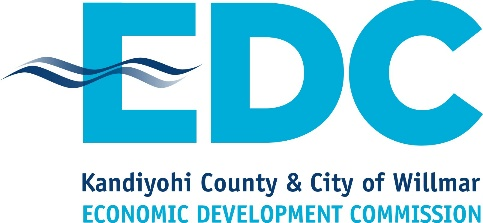 EDC
Kandiyohi County & City of Willmar
ECONOMIC DEVELOPMENT COMMISSION